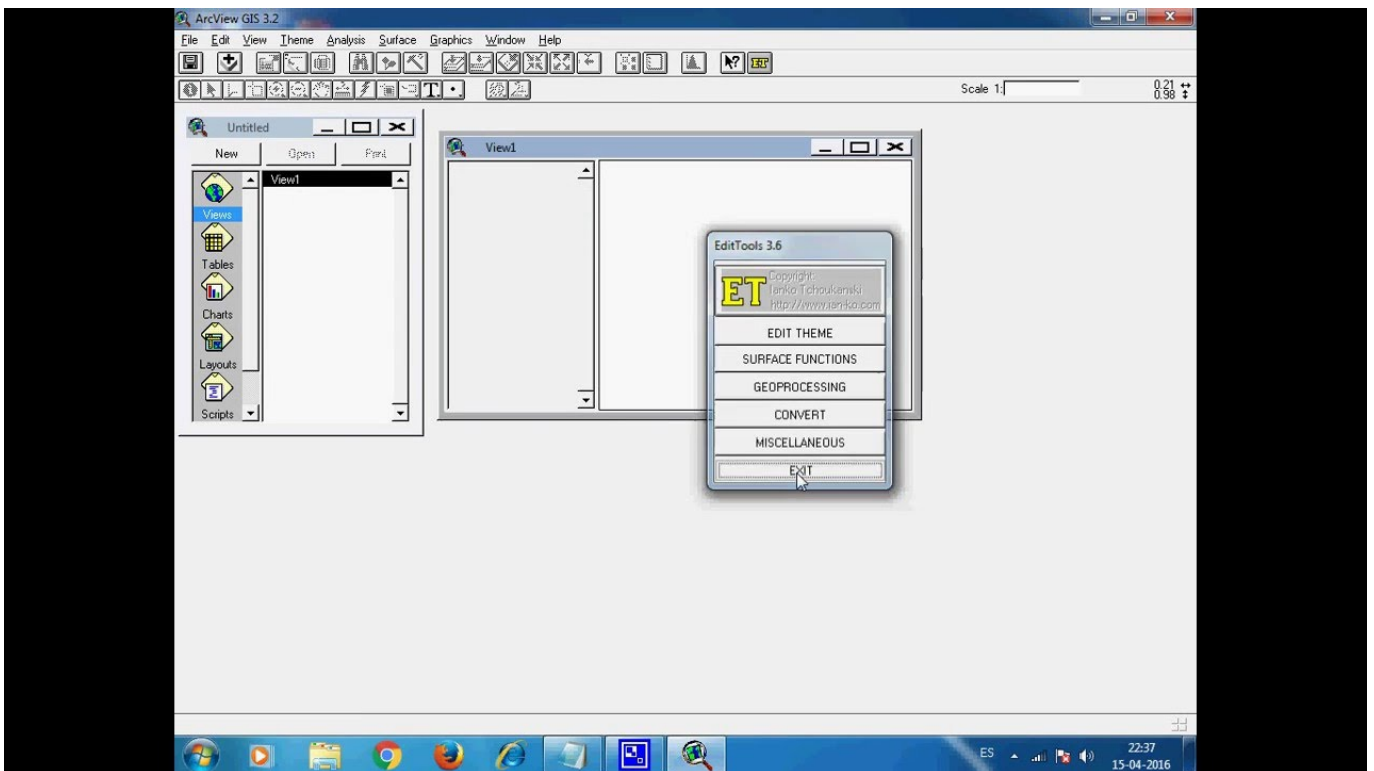 ArcView GIS 3.2
File Edit View Theme Analysis Surface Graphics Window Help
ET
T
Scale 1:
0.21
0.98
Untitled
New Open Print
View1
Views
Tables
Charts
Layouts
Scripts
View1
EditTools 3.6
ET
Copyright:
Ianko Tchoukanski
http://www.ian-ko.com
EDIT THEME
SURFACE FUNCTIONS
GEOPROCESSING
CONVERT
MISCELLANEOUS
EXIT
ES
22:37
15-04-2016